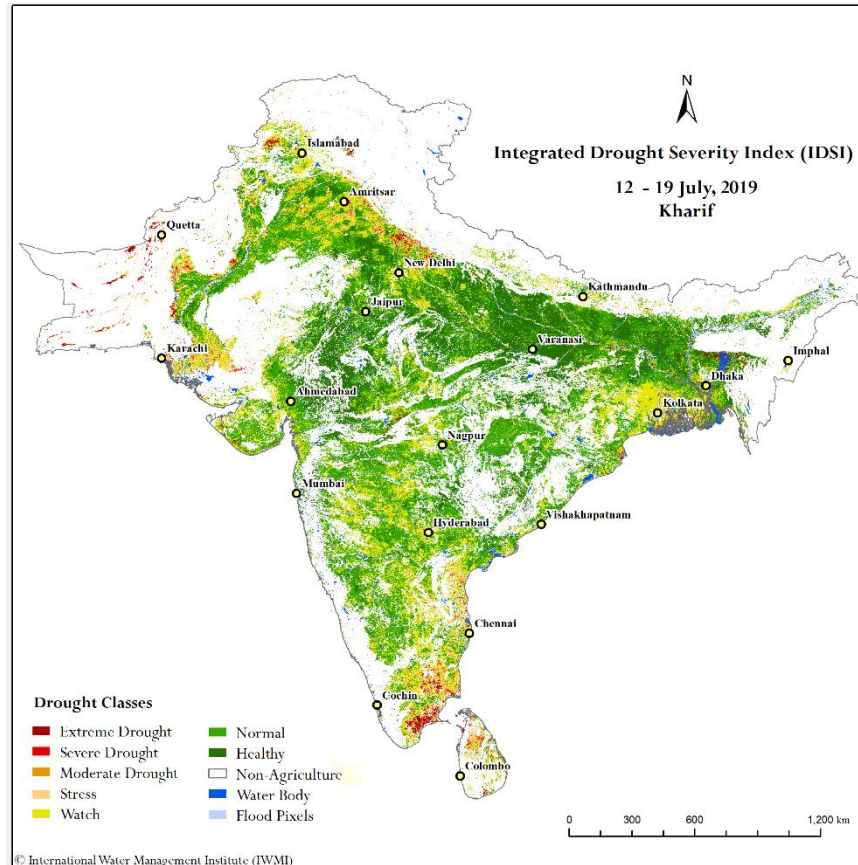 N
Integrated Drought Severity Index (IDSI)
12 - 19 July, 2019
Kharif
Islamabad
Amritsar
Quetta
New Delhi
Kathmandu
Jaipur
Varanasi
Karachi
Imphal
Dhaka
Ahmedabad
Kolkata
Nagpur
Mumbai
Vishakhapatnam
Hyderabad
Chennai
Cochin
Colombo
Drought Classes
Extreme Drought
Severe Drought
Moderate Drought
Stress
Watch
Normal
Healthy
Non-Agriculture
Water Body
Flood Pixels
0 300 600 1,200 km
© International Water Management Institute (IWMI)